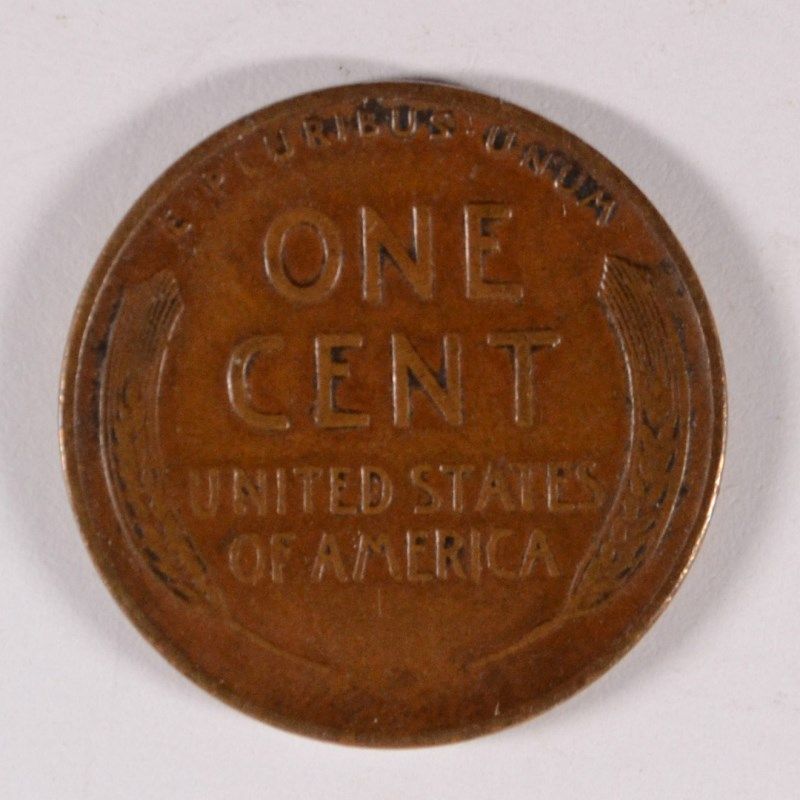 E·PLURIBUS·UNUM
ONE
CENT
UNITED STATES
OF AMERICA